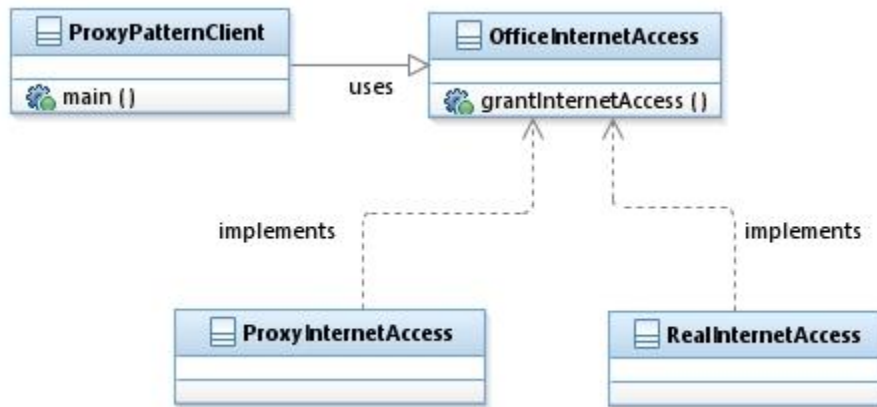 ProxyPatternClient
main ()
uses
OfficeInternetAccess
grantInternetAccess ()
implements
implements
ProxyInternetAccess
RealInternetAccess